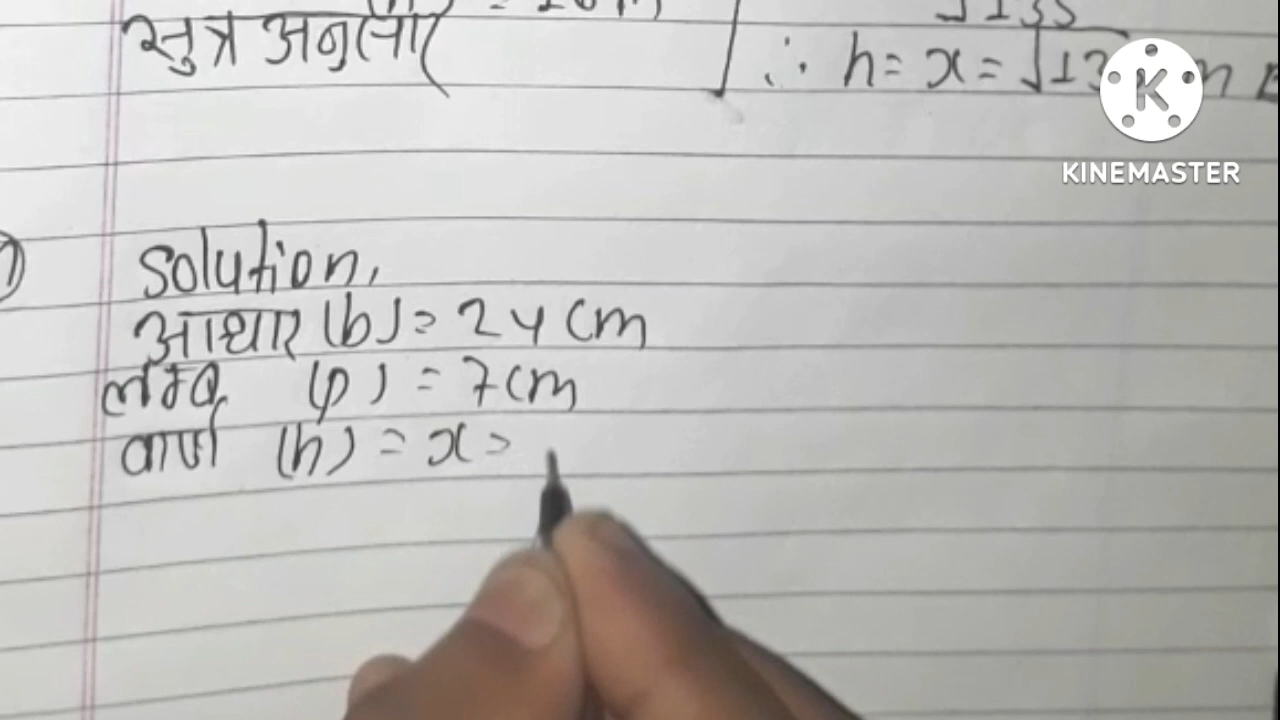 सुत्र अनुसार
∴ h = x = √13
Solution,
आधार (b) = 24 cm
लम्ब (p) = 7 cm
कर्ण (h) = x =
KINEMASTER